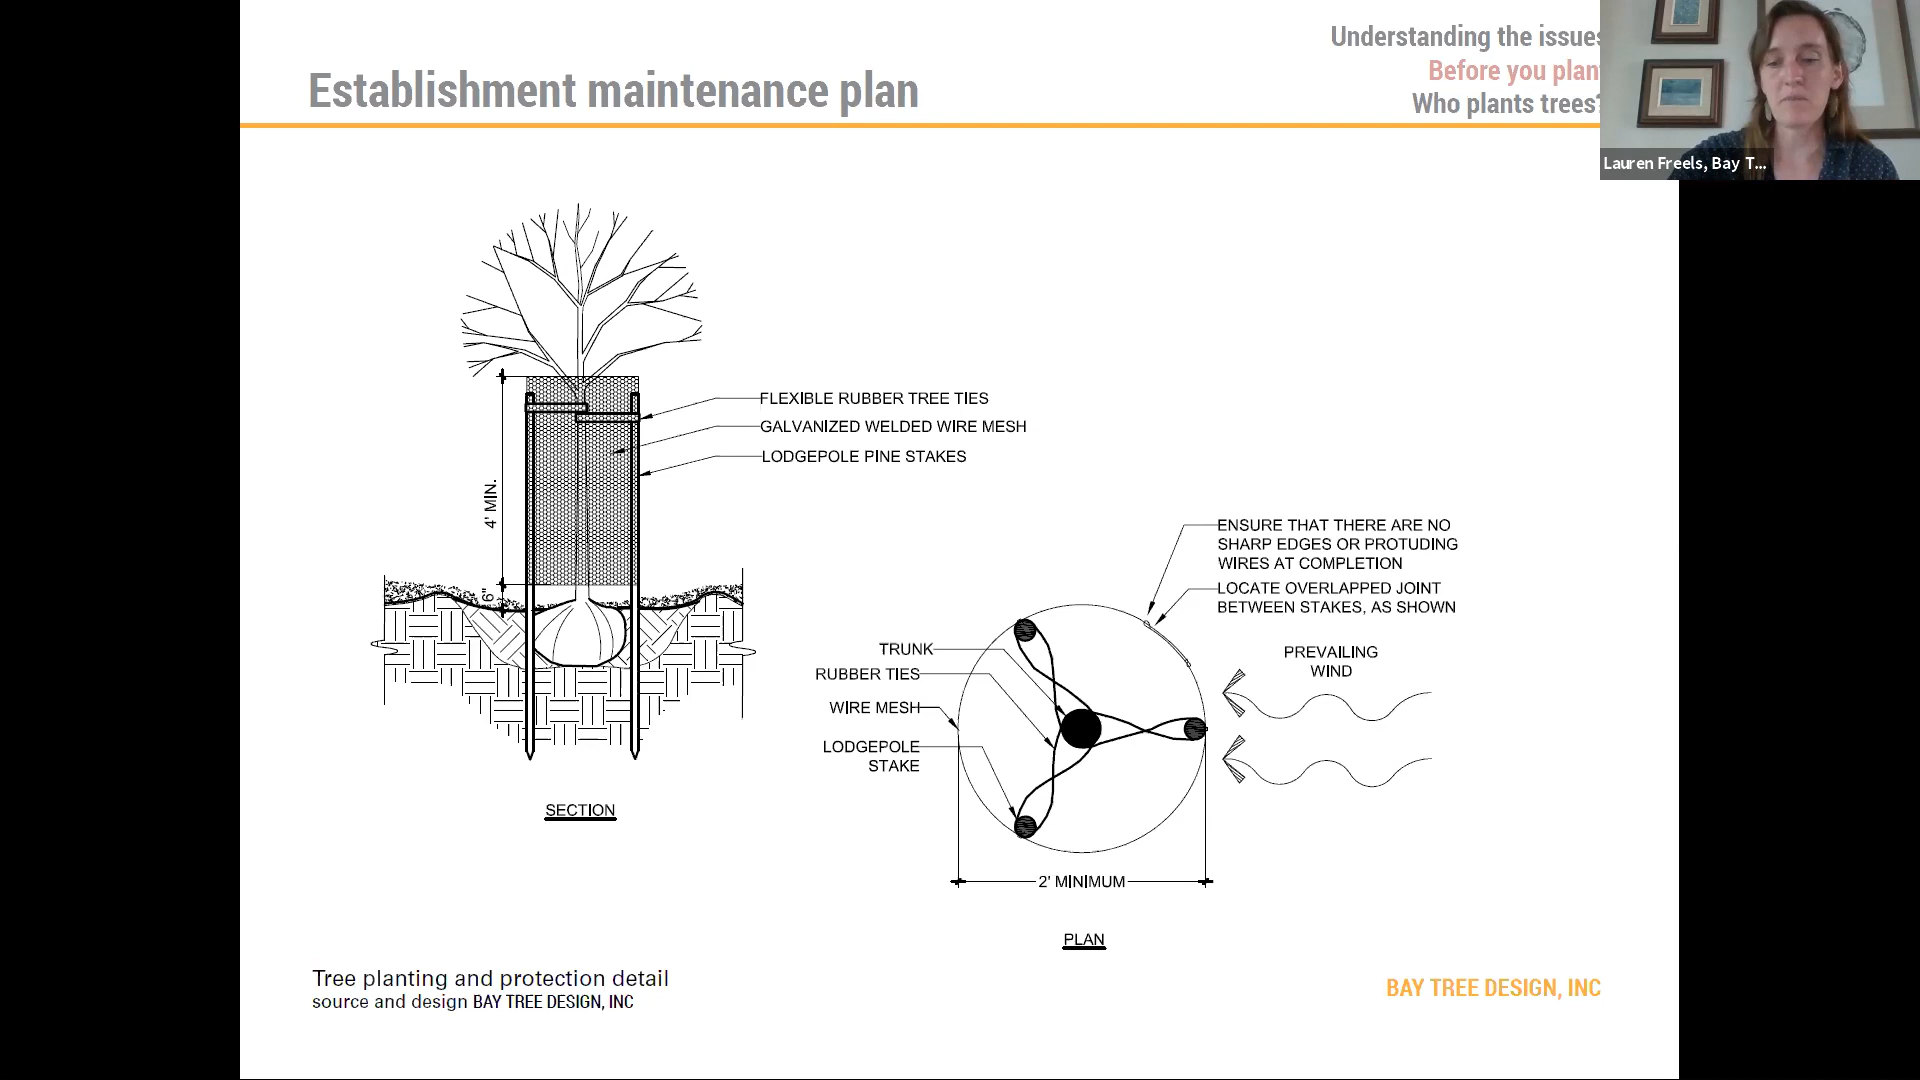 Understanding the issues
Establishment maintenance plan
Before you plant
Who plants trees?
Lauren Freels, Bay T...
FLEXIBLE RUBBER TREE TIES
GALVANIZED WELDED WIRE MESH
LODGEPOLE PINE STAKES
4' MIN.
6"
SECTION
ENSURE THAT THERE ARE NO
SHARP EDGES OR PROTUDING
WIRES AT COMPLETION
LOCATE OVERLAPPED JOINT
BETWEEN STAKES, AS SHOWN
TRUNK
RUBBER TIES
WIRE MESH
LODGEPOLE
STAKE
PREVAILING
WIND
2' MINIMUM
PLAN
Tree planting and protection detail
source and design BAY TREE DESIGN, INC
BAY TREE DESIGN, INC